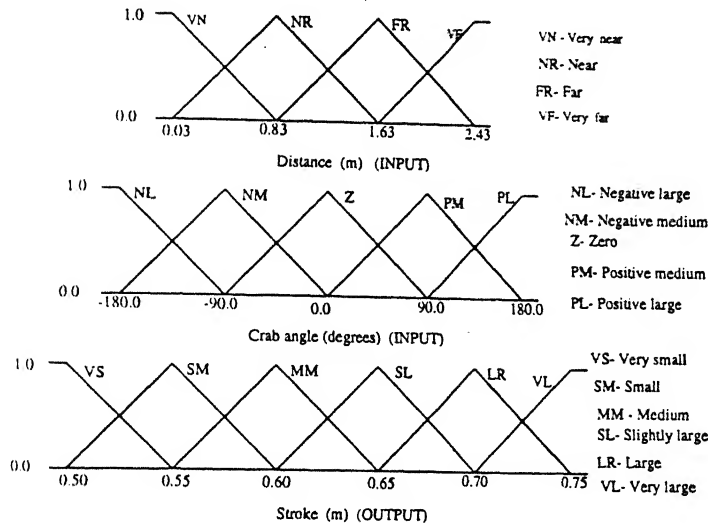 1.0 VN NR FR VF
0.0
0.03 0.83 1.63 2.43
Distance (m) (INPUT)
VN - Very near
NR- Near
FR- Far
VF- Very far
1.0 NL NM Z PM PL
0.0
-180.0 -90.0 0.0 90.0 180.0
Crab angle (degrees) (INPUT)
NL- Negative large
NM- Negative medium
Z- Zero
PM- Positive medium
PL- Positive large
1.0 VS SM MM SL LR VL
0.0
0.50 0.55 0.60 0.65 0.70 0.75
Stroke (m) (OUTPUT)
VS- Very small
SM- Small
MM - Medium
SL- Slightly large
LR- Large
VL- Very large